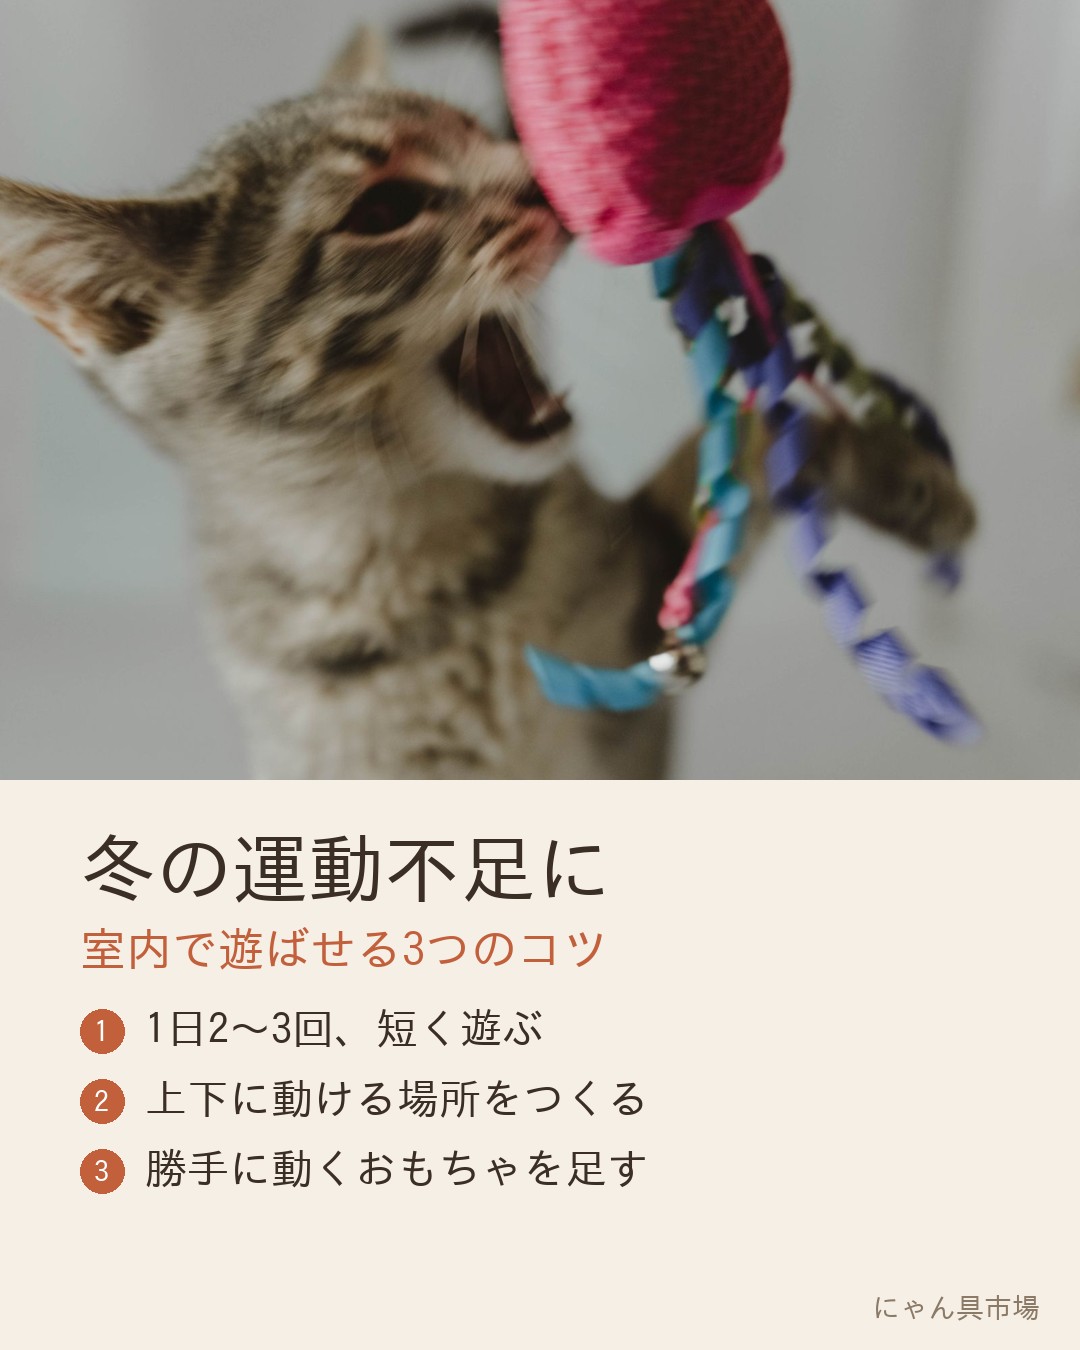 冬の運動不足に
室内で遊ばせる3つのコツ
1 1日2〜3回、短く遊ぶ
2 上下に動ける場所をつくる
3 勝手に動くおもちゃを足す
にゃん具市場